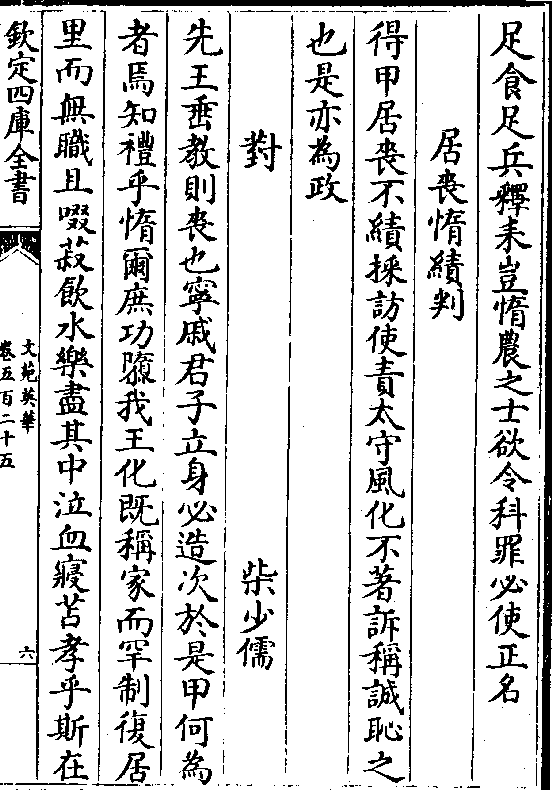 足食足兵釋耒豈惰農之士欲令科罪必使正名
居喪惰績判
得甲居喪不績採訪使責太守風化不著訴稱誠恥之
也是亦為政
對 柴少儒
先王垂教則喪也寧戚君子立身必造次於是甲何為
者焉知禮乎惰爾庶功隳我王化既稱家而罕制復居
里而無職且啜菽飲水樂盡其中泣血寢苫孝乎斯在
欽定四庫全書
文苑英華
卷五百二十五
六